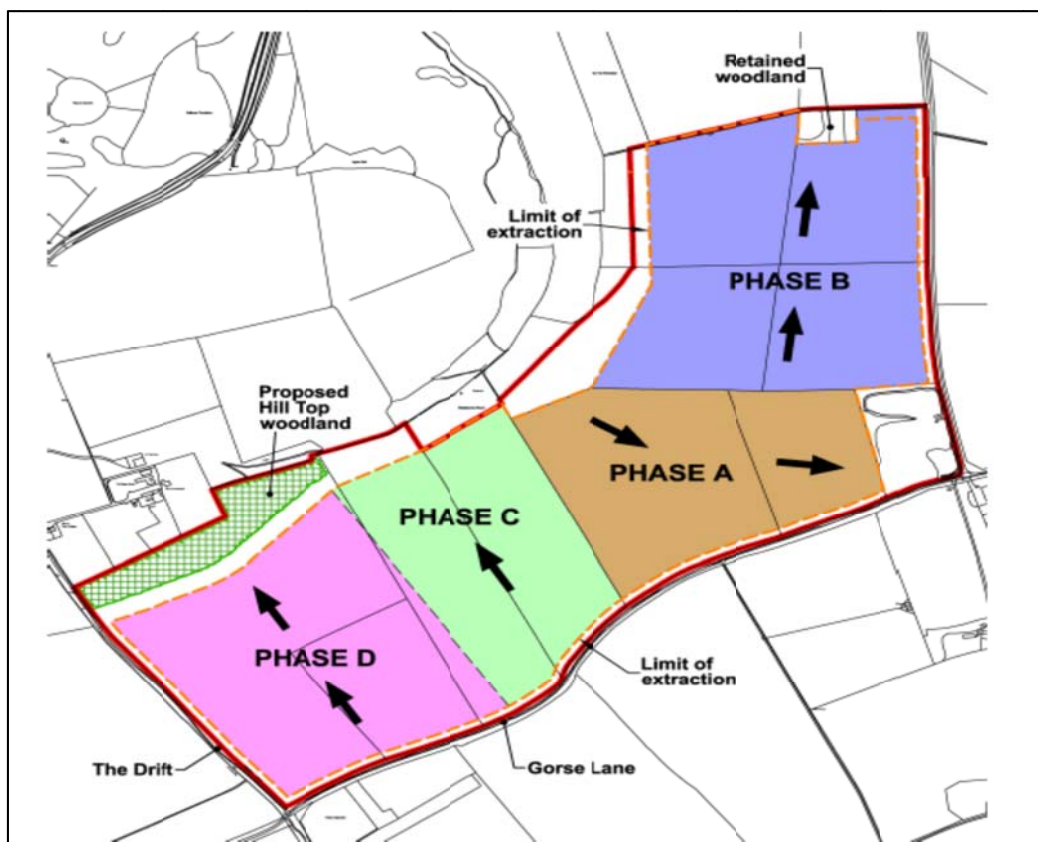 Retained
woodland
Limit of
extraction
PHASE B
Proposed
Hill Top
woodland
PHASE A
PHASE C
PHASE D
Limit of
extraction
The Drift
Gorse Lane